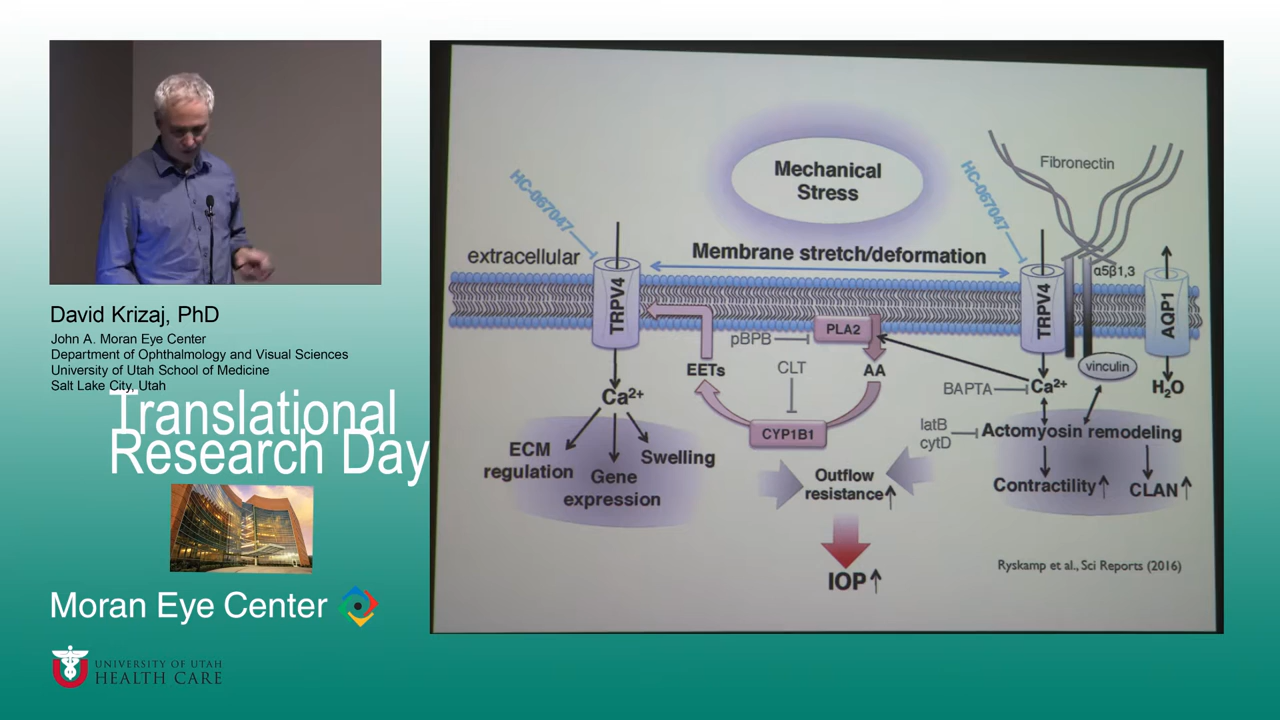 David Krizaj, PhD
John A. Moran Eye Center
Department of Ophthalmology and Visual Sciences
University of Utah School of Medicine
Salt Lake City, Utah
Translational
Research Day
Moran Eye Center
UNIVERSITY OF UTAH
HEALTH CARE
Mechanical
Stress
HC-067047
HC-067047
Fibronectin
extracellular
Membrane stretch/deformation
α5β1,3
TRPV4
TRPV4
AQP1
PLA2
pBPB
EETs
CLT
AA
vinculin
BAPTA
Ca²⁺
H₂O
Ca²⁺
CYP1B1
latB
cytD
Actomyosin remodeling
ECM
regulation
Gene
expression
Swelling
Outflow
resistance
Contractility
CLAN
IOP
Ryskamp et al., Sci Reports (2016)